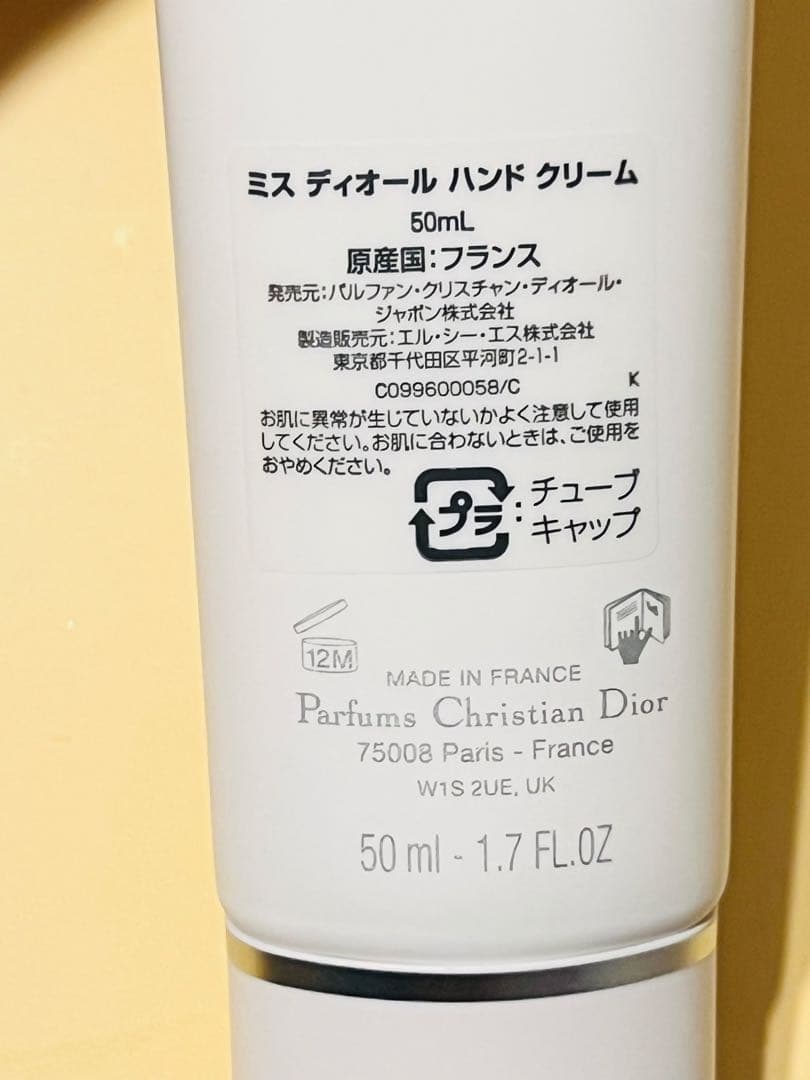 ミス ディオール ハンド クリーム
50mL
原産国：フランス
発売元：パルファン・クリスチャン・ディオール・
ジャポン株式会社
製造販売元：エル・シー・エス株式会社
東京都千代田区平河町2-1-1
C099600058/C K
お肌に異常が生じていないかよく注意して使用
してください。お肌に合わないときは、ご使用を
おやめください。
プラ：チューブ
キャップ
12M
MADE IN FRANCE
Parfums Christian Dior
75008 Paris - France
W1S 2UE, UK
50 ml - 1.7 FL.OZ